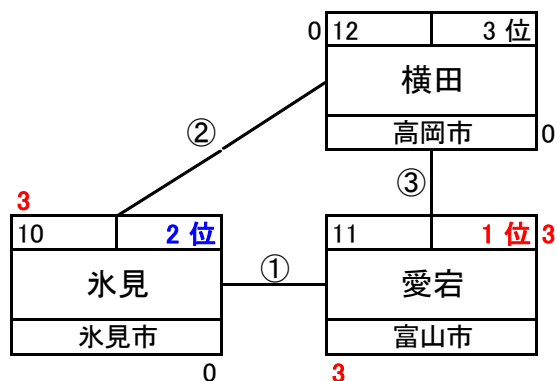 0 12 3 位
横田
高岡市 0
②
③
3
10 2 位
11 1 位 3
氷見
①
愛宕
氷見市
富山市
0
3